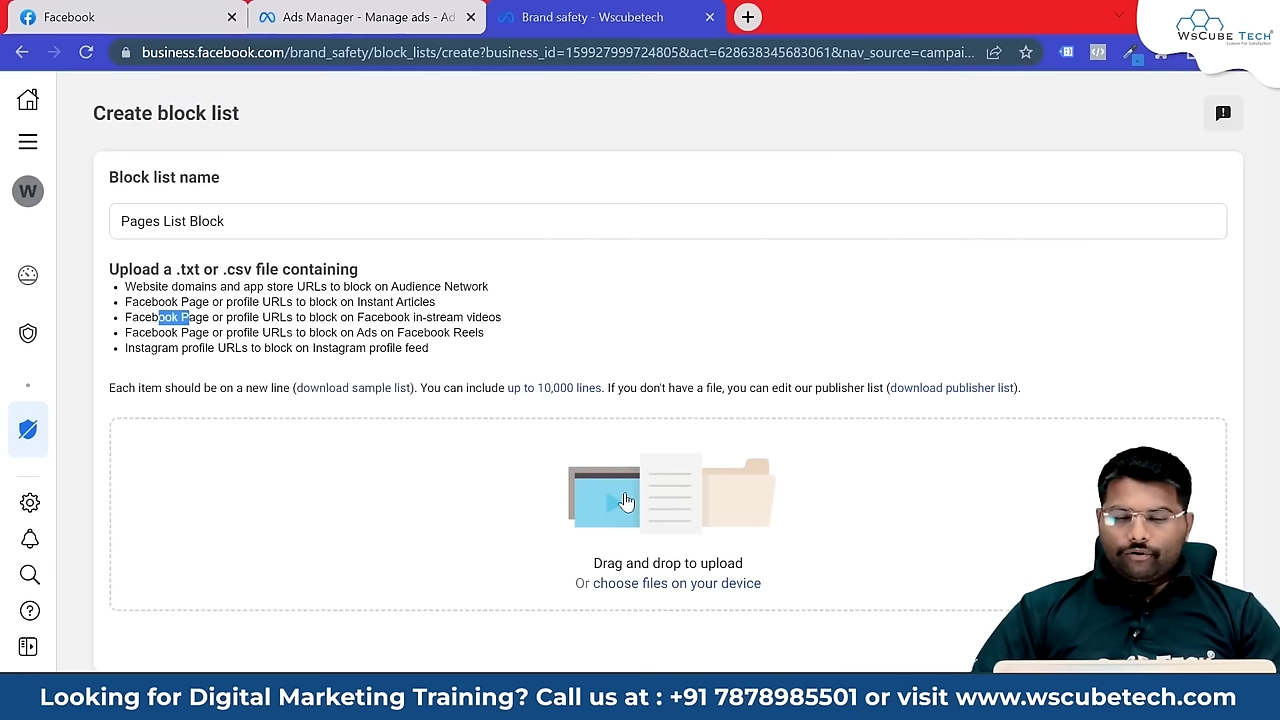 Facebook
Ads Manager - Manage ads - Ad
Brand safety - Wscubetech
WsCube Tech
business.facebook.com/brand_safety/block_lists/create?business_id=1599279997248058&act=628638345683061&nav_source=campai...
Create block list
W
Block list name
Pages List Block
Upload a .txt or .csv file containing
• Website domains and app store URLs to block on Audience Network
• Facebook Page or profile URLs to block on Instant Articles
• Facebook Page or profile URLs to block on Facebook in-stream videos
• Facebook Page or profile URLs to block on Ads on Facebook Reels
• Instagram profile URLs to block on Instagram profile feed
Each item should be on a new line (download sample list). You can include up to 10,000 lines. If you don't have a file, you can edit our publisher list (download publisher list).
Drag and drop to upload
Or choose files on your device
Looking for Digital Marketing Training? Call us at : +91 7878985501 or visit www.wscubetech.com